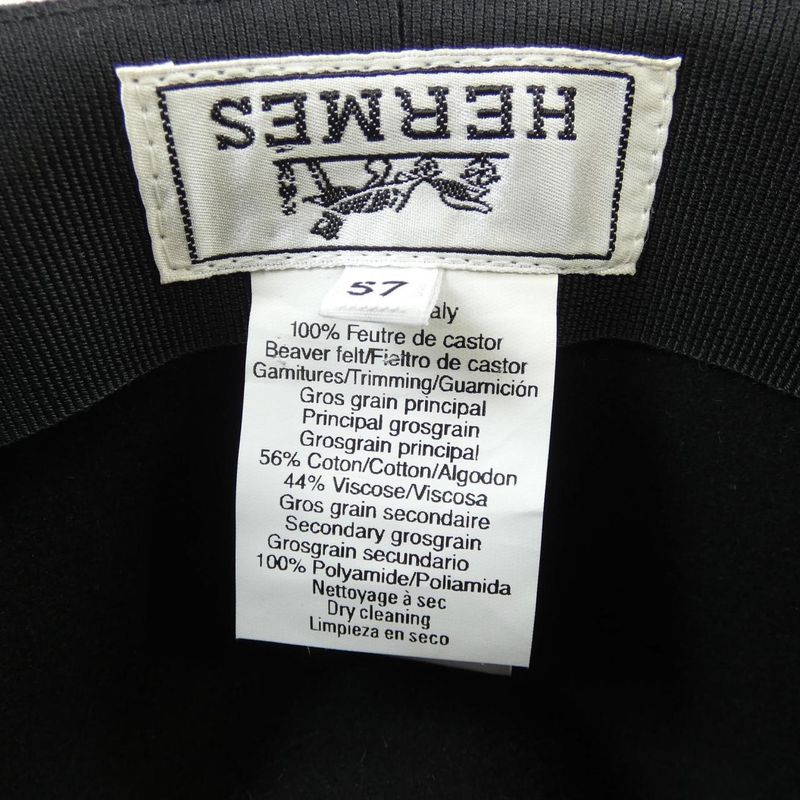 HERMES
57
aly
100% Feutre de castor
Beaver felt/Fieltro de castor
Garnitures/Trimming/Guarnición
Gros grain principal
Principal grosgrain
Grosgrain principal
56% Coton/Cotton/Algodon
44% Viscose/Viscosa
Gros grain secondaire
Secondary grosgrain
Grosgrain secundario
100% Polyamide/Poliamida
Nettoyage à sec
Dry cleaning
Limpieza en seco